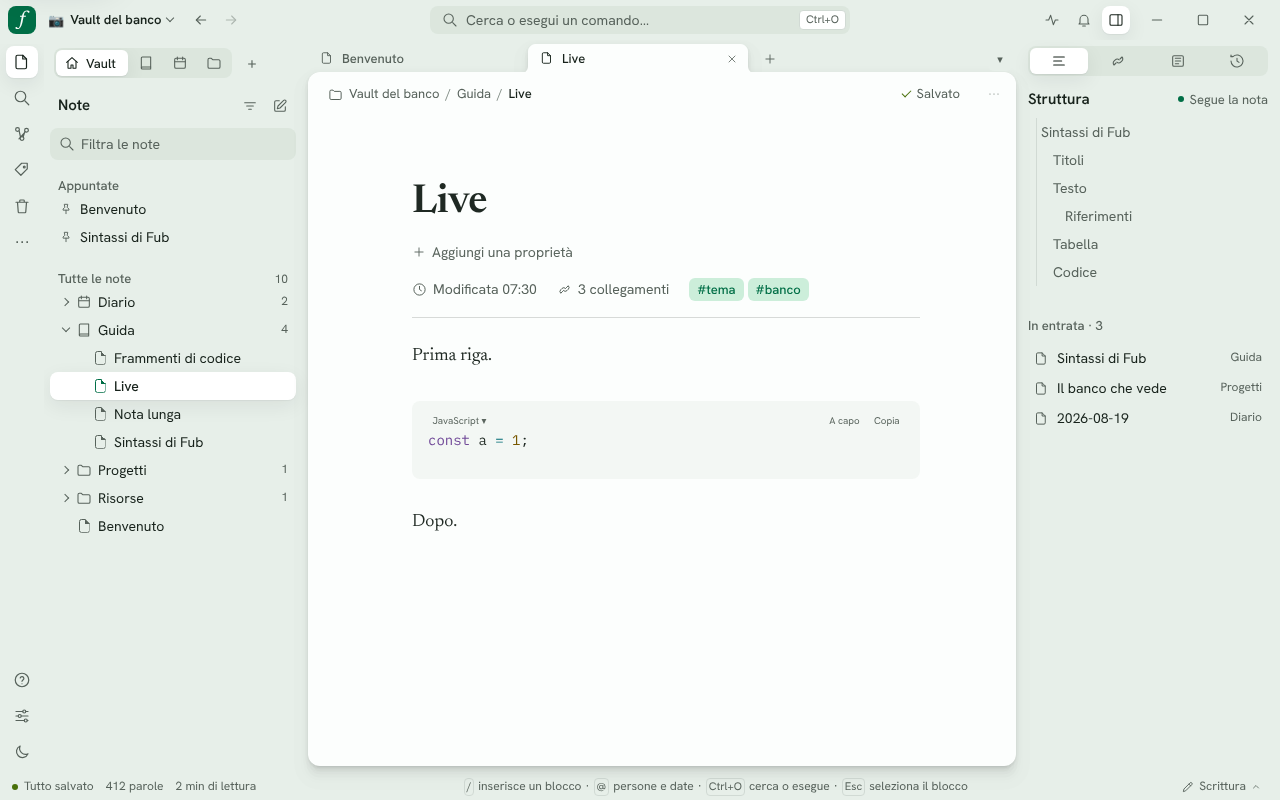 f Vault del banco Cerca o esegui un comando... Ctrl+O
Vault
Note
Filtra le note
Appuntate
Benvenuto
Sintassi di Fub
Tutte le note 10
Diario 2
Guida 4
Frammenti di codice
Live
Nota lunga
Sintassi di Fub
Progetti 1
Risorse 1
Benvenuto
Benvenuto Live
Vault del banco / Guida / Live Salvato
Live
Aggiungi una proprietà
Modificata 07:30 3 collegamenti #tema #banco
Prima riga.
JavaScript A capo Copia
const a = 1;
Dopo.
Struttura Segue la nota
Sintassi di Fub
Titoli
Testo
Riferimenti
Tabella
Codice
In entrata · 3
Sintassi di Fub Guida
Il banco che vede Progetti
2026-08-19 Diario
Tutto salvato 412 parole 2 min di lettura
/ inserisce un blocco · @ persone e date · Ctrl+O cerca o esegue · Esc seleziona il blocco
Scrittura